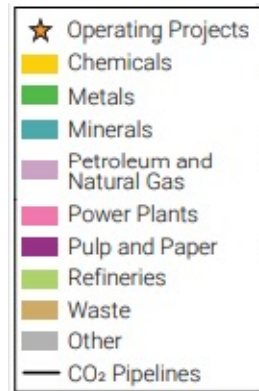 Operating Projects
Chemicals
Metals
Minerals
Petroleum and
Natural Gas
Power Plants
Pulp and Paper
Refineries
Waste
Other
CO₂ Pipelines